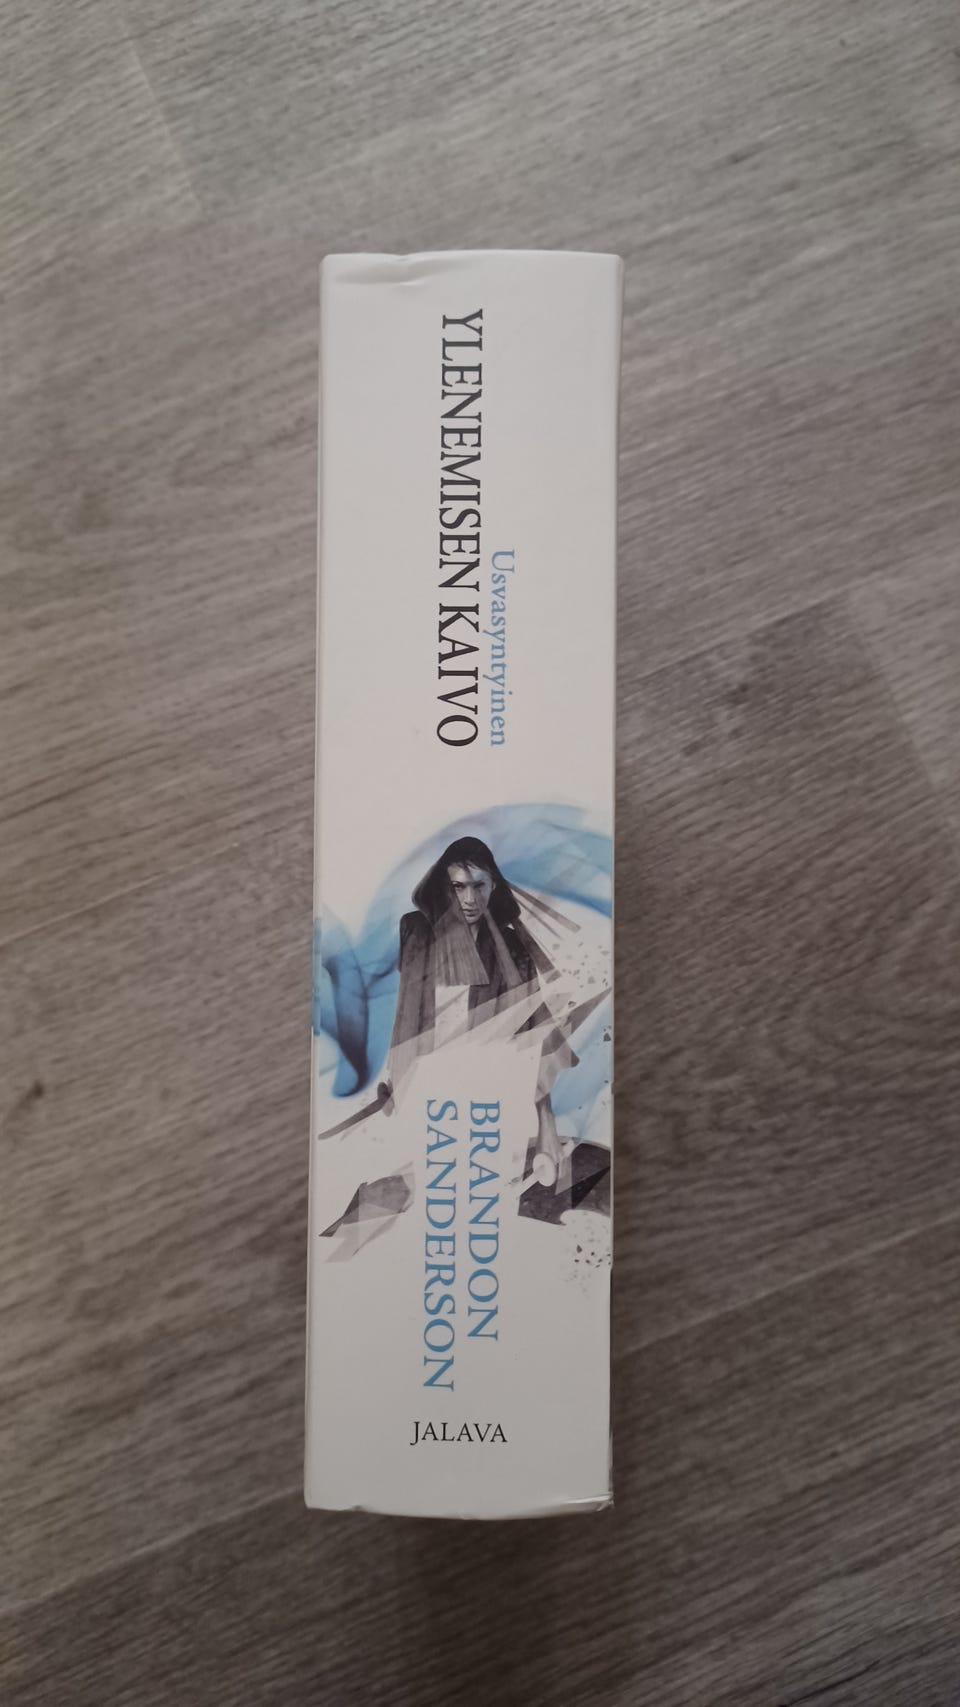 Usvasyntyinen
YLENEMISEN KAIVO
BRANDON
SANDERSON
JALAVA